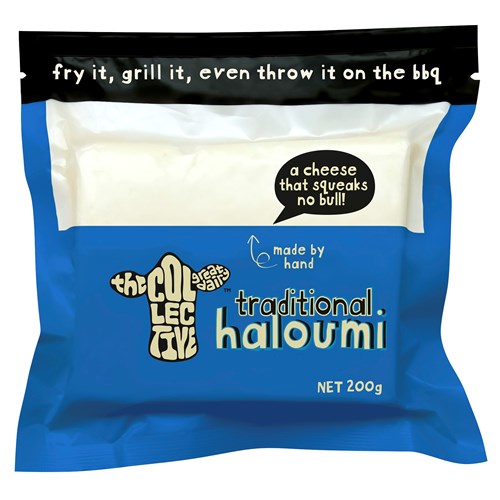 fry it, grill it, even throw it on the bbq
a cheese
that squeaks
no bull!
made by
hand
the COL great dairy
LEC
TIVE
™
traditional
haloumi
NET 200g